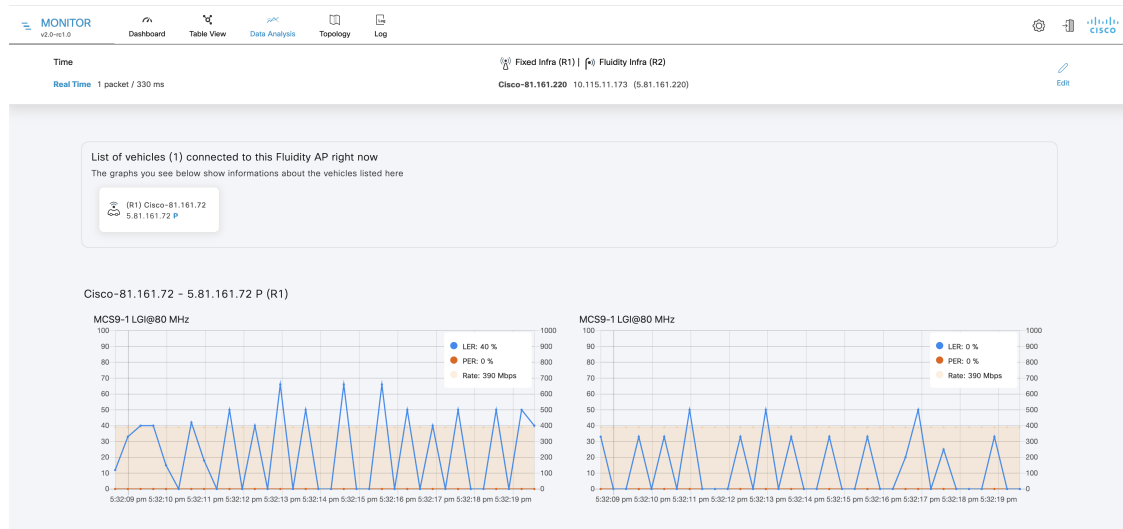 MONITOR
v2.0-rc1.0
Dashboard
Table View
Data Analysis
Topology
Log
Log
CISCO
Time
Real Time 1 packet / 330 ms
Fixed Infra (R1) | Fluidity Infra (R2)
Cisco-81.161.220 10.115.11.173 (5.81.161.220)
Edit
List of vehicles (1) connected to this Fluidity AP right now
The graphs you see below show informations about the vehicles listed here
(R1) Cisco-81.161.72
5.81.161.72 P
Cisco-81.161.72 - 5.81.161.72 P (R1)
MCS9-1 LGI@80 MHz
100
90
80
70
60
50
40
30
20
10
0
1000
900
800
700
600
500
400
300
200
100
0
LER: 40 %
PER: 0 %
Rate: 390 Mbps
5:32:09 pm 5:32:10 pm 5:32:11 pm 5:32:12 pm 5:32:13 pm 5:32:14 pm 5:32:15 pm 5:32:16 pm 5:32:17 pm 5:32:18 pm 5:32:19 pm
MCS9-1 LGI@80 MHz
100
90
80
70
60
50
40
30
20
10
0
1000
900
800
700
600
500
400
300
200
100
0
LER: 0 %
PER: 0 %
Rate: 390 Mbps
5:32:09 pm 5:32:10 pm 5:32:11 pm 5:32:12 pm 5:32:13 pm 5:32:14 pm 5:32:15 pm 5:32:16 pm 5:32:17 pm 5:32:18 pm 5:32:19 pm